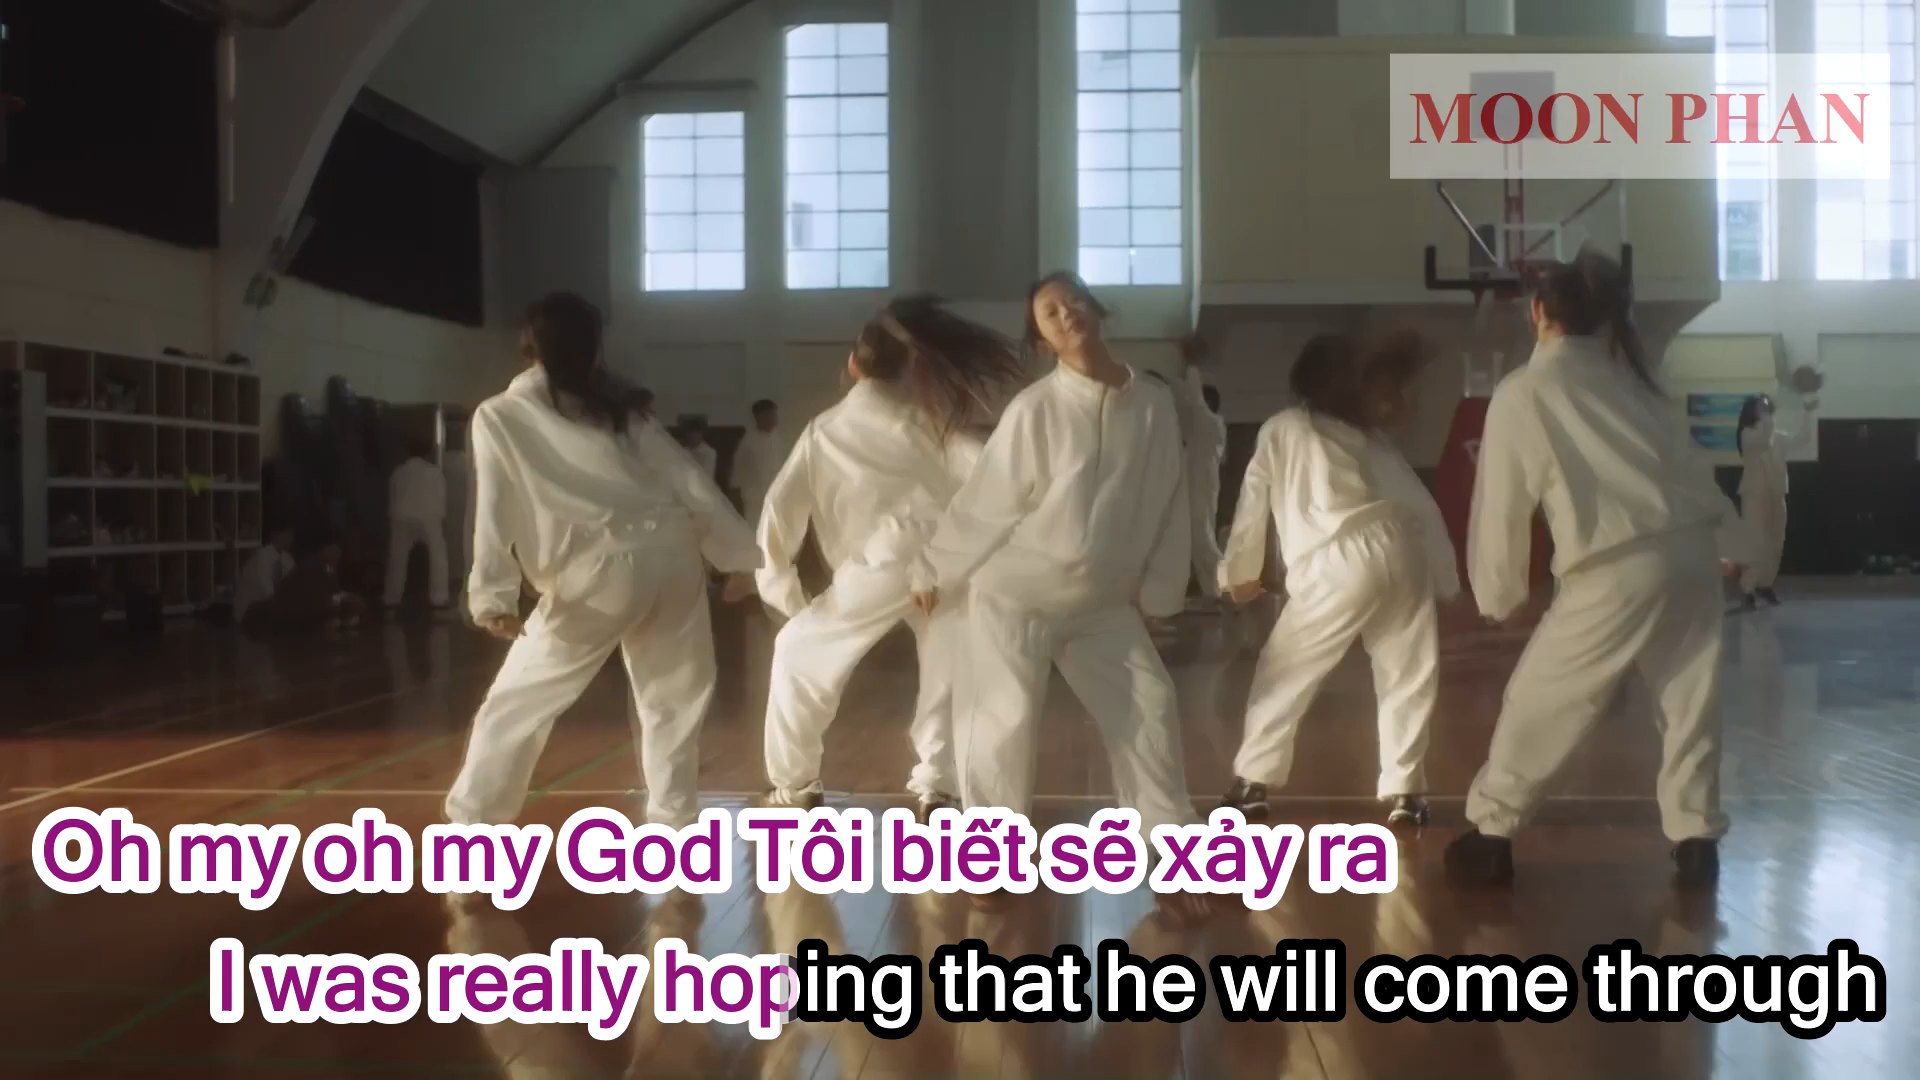 MOON PHAN
Oh my oh my God Tôi biết sẽ xảy ra
I was really hoping that he will come through